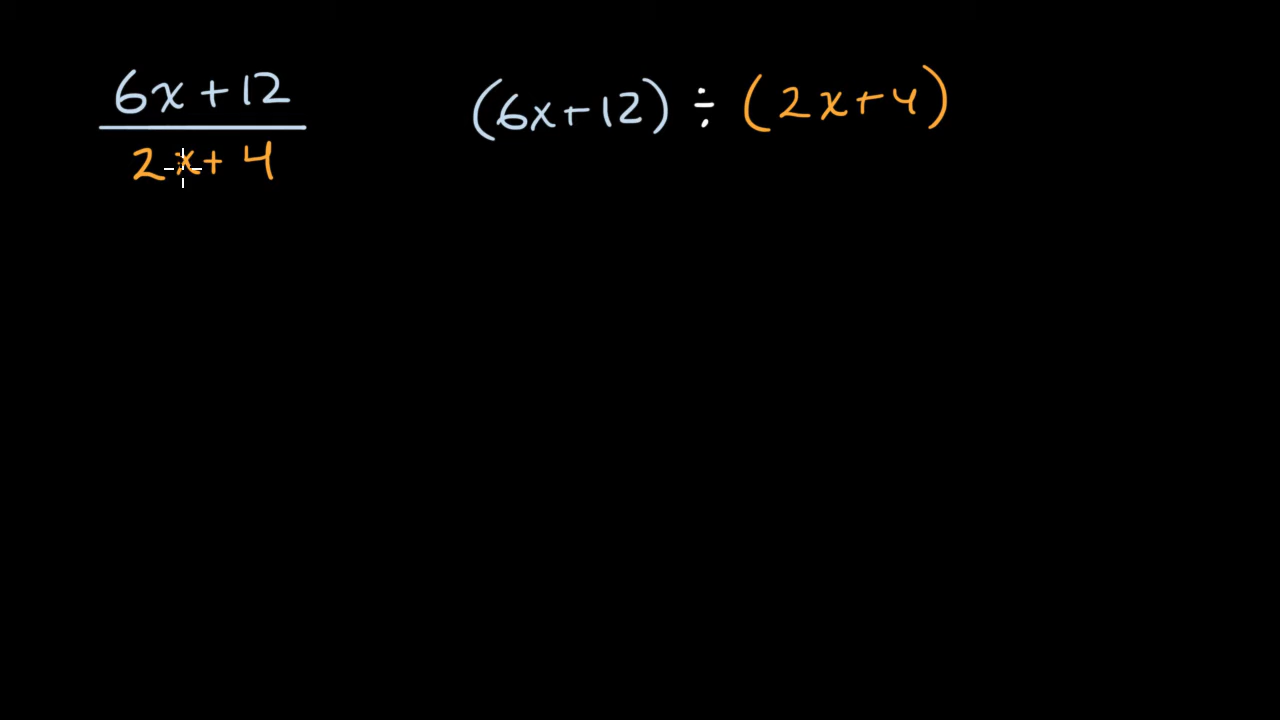 6x + 12
2x + 4
(6x + 12) ÷ (2x + 4)